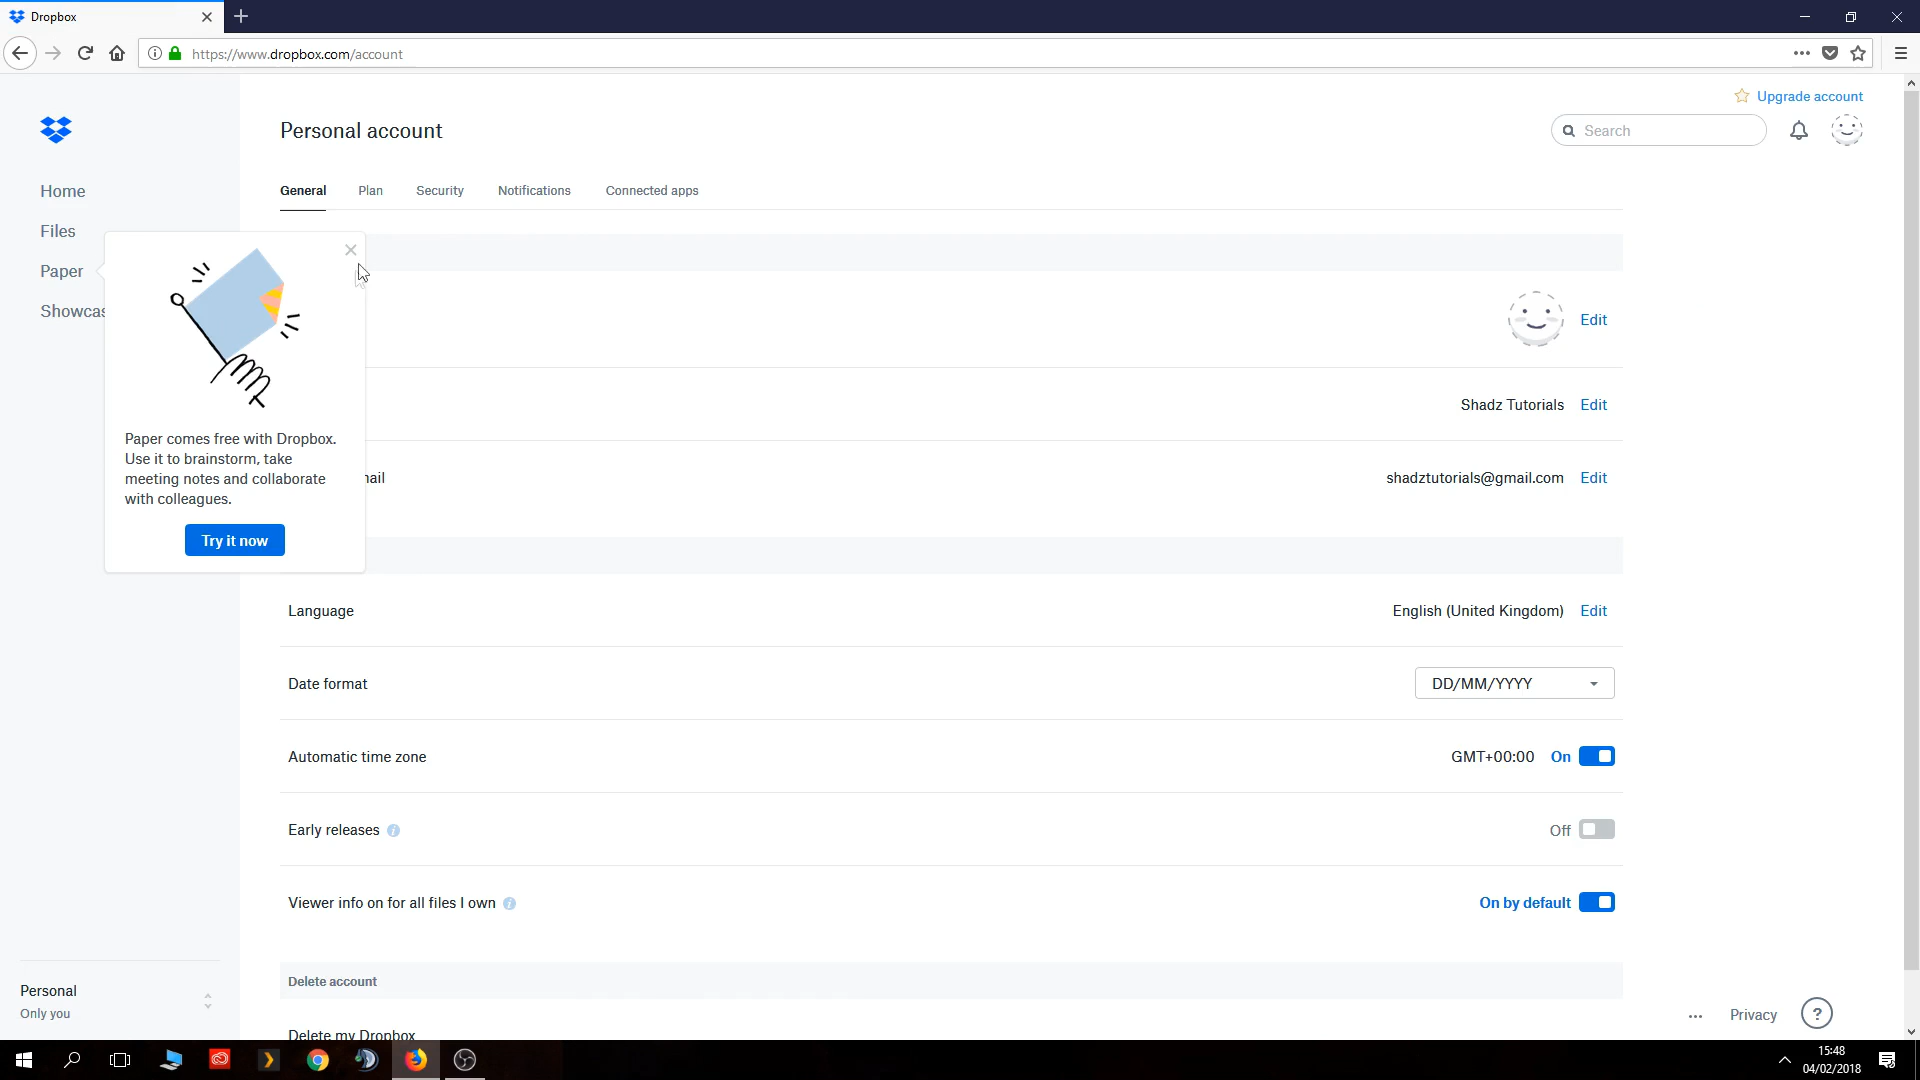 Dropbox
https://www.dropbox.com/account
Upgrade account
Personal account
Search
Home
General
Plan
Security
Notifications
Connected apps
Files
Paper
Showcas
Edit
Shadz Tutorials
Edit
Paper comes free with Dropbox.
Use it to brainstorm, take
meeting notes and collaborate
with colleagues.
Try it now
shadztutorials@gmail.com
Edit
Language
English (United Kingdom)
Edit
Date format
DD/MM/YYYY
Automatic time zone
GMT+00:00
On
Early releases
Off
Viewer info on for all files I own
On by default
Delete account
Personal
Only you
Delete my Dropbox
Privacy
?
15:48
04/02/2018